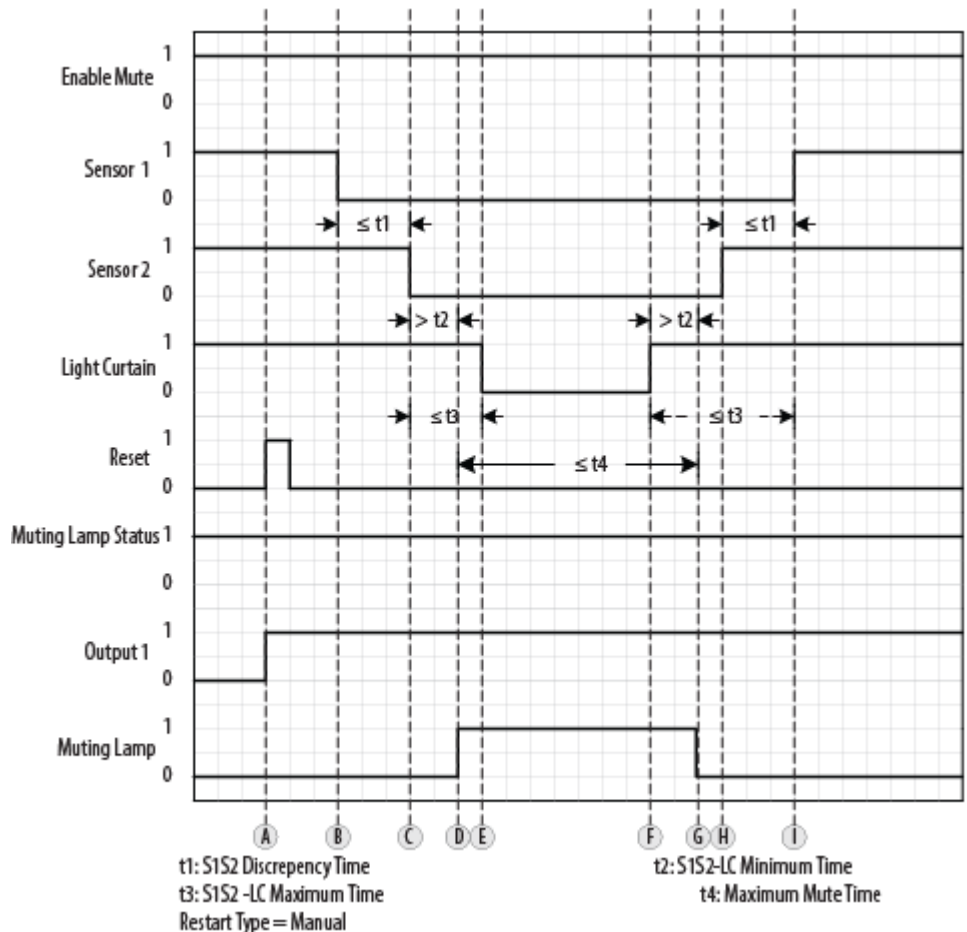 1
Enable Mute
0
1
Sensor 1
0
≤ t1
≤ t1
1
Sensor 2
0
> t2
> t2
1
Light Curtain
0
≤ t3
≤ t3
1
Reset
≤ t4
0
Muting Lamp Status 1
0
1
Output 1
0
1
Muting Lamp
0
A B C D E F G H I
t1: S1S2 Discrepency Time t2: S1S2-LC Minimum Time
t3: S1S2 -LC Maximum Time t4: Maximum Mute Time
Restart Type = Manual